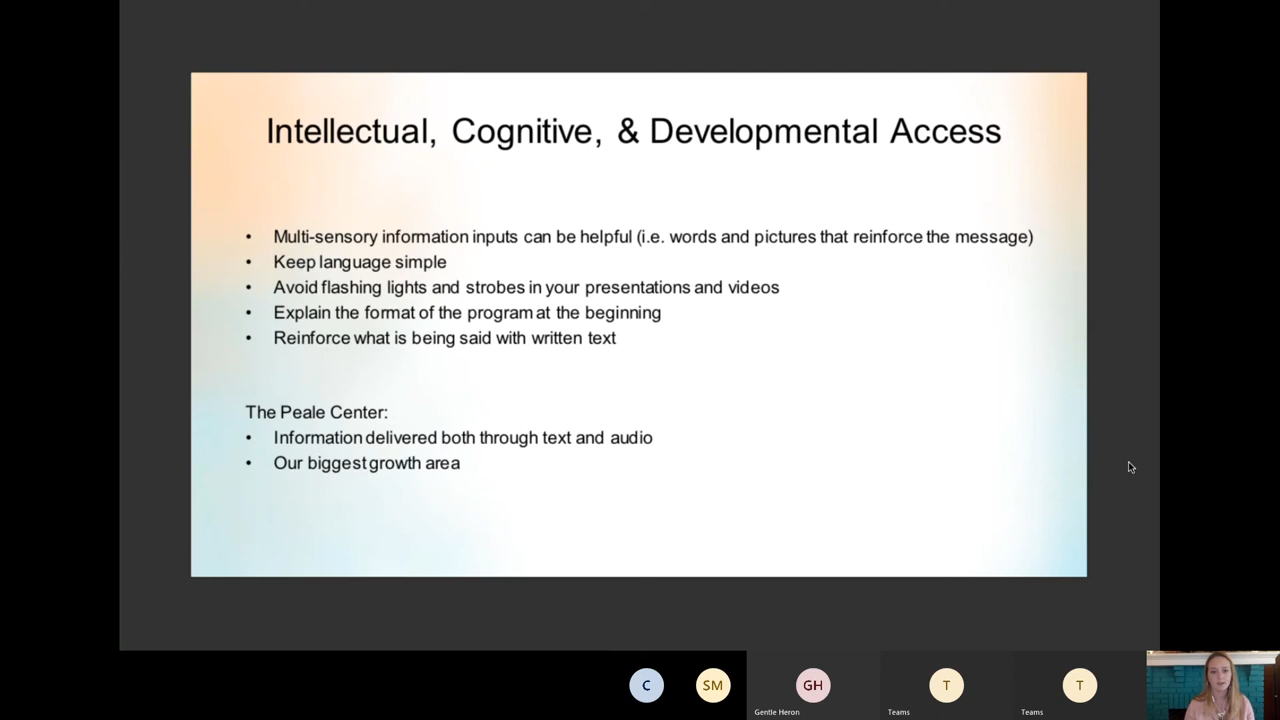 Intellectual, Cognitive, & Developmental Access
• Multi-sensory information inputs can be helpful (i.e. words and pictures that reinforce the message)
• Keep language simple
• Avoid flashing lights and strobes in your presentations and videos
• Explain the format of the program at the beginning
• Reinforce what is being said with written text
The Peale Center:
• Information delivered both through text and audio
• Our biggest growth area
C
SM
GH
T
T
Gentle Heron
Teams
Teams